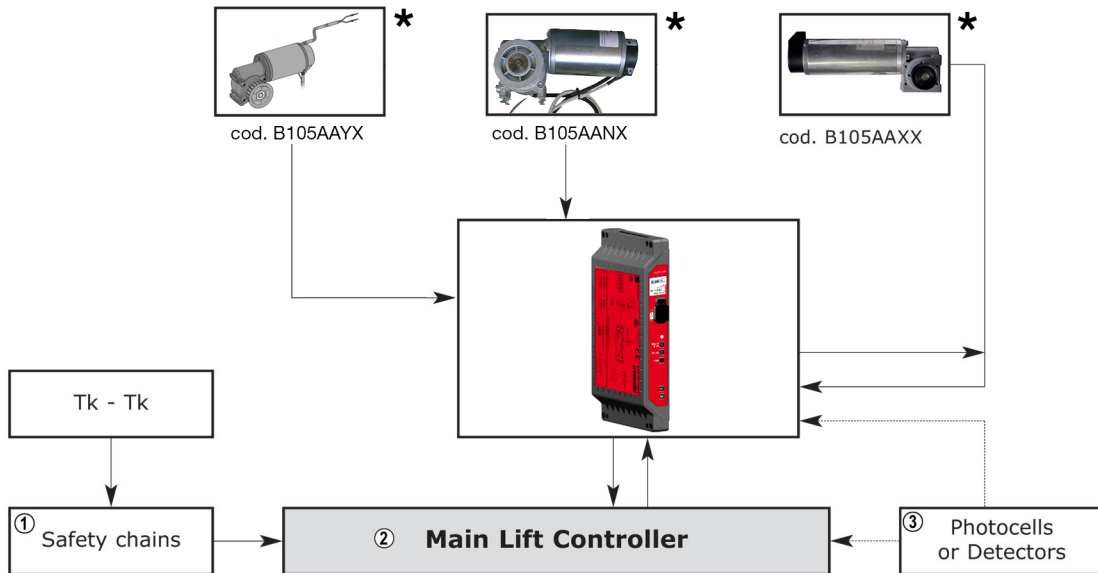 *
*
*
cod. B105AAYX
cod. B105AANX
cod. B105AAXX
Tk - Tk
① Safety chains
② Main Lift Controller
③ Photocells
or Detectors